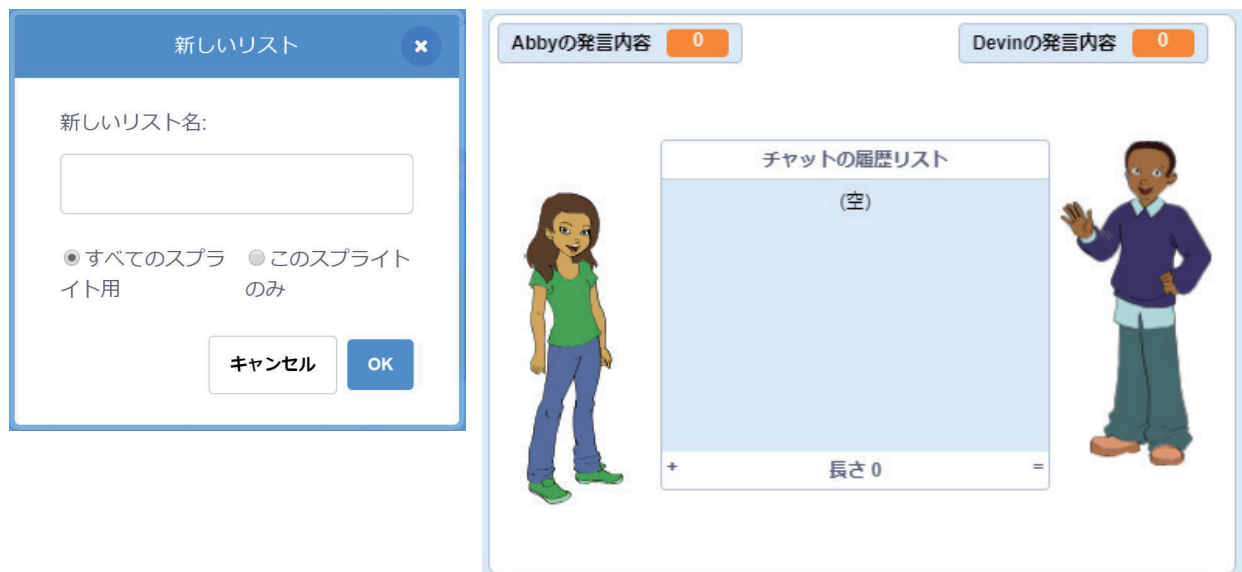 新しいリスト
新しいリスト名:
すべてのスプラ
イト用
このスプライト
のみ
キャンセル
OK
Abbyの発言内容 0
Devinの発言内容 0
チャットの履歴リスト
(空)
+ 長さ 0 =